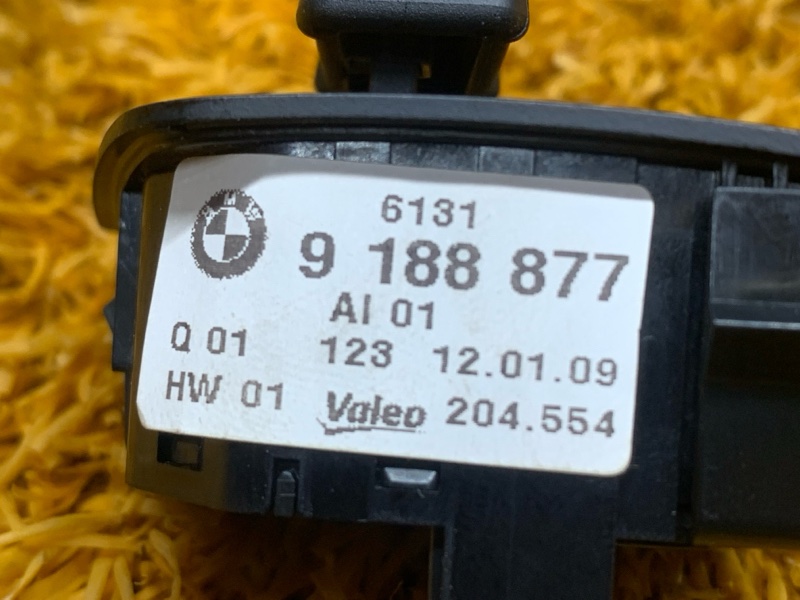 6131
9 188 877
AI 01
Q 01 123 12.01.09
HW 01 Valeo 204.554